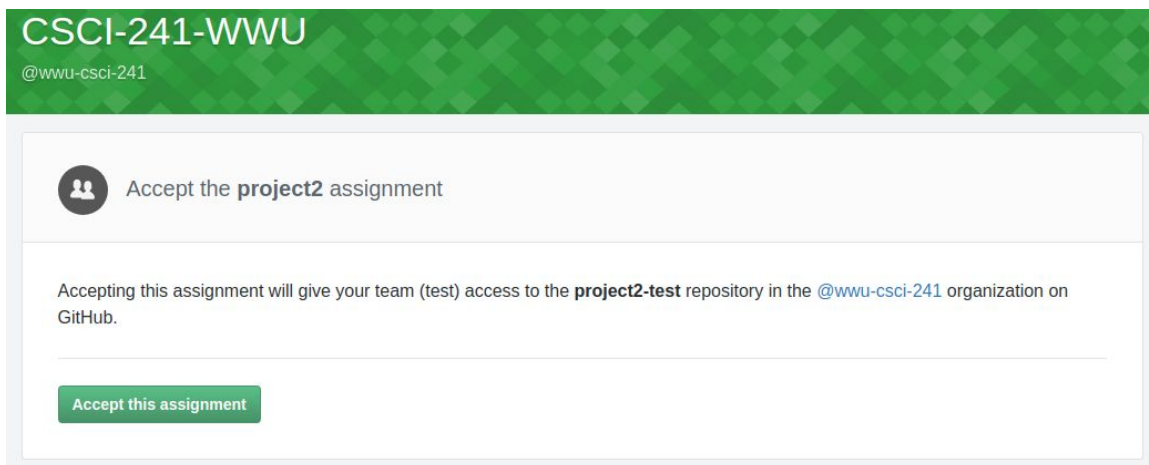 CSCI-241-WWU
@wwu-csci-241
Accept the project2 assignment
Accepting this assignment will give your team (test) access to the project2-test repository in the @wwu-csci-241 organization on
GitHub.
Accept this assignment